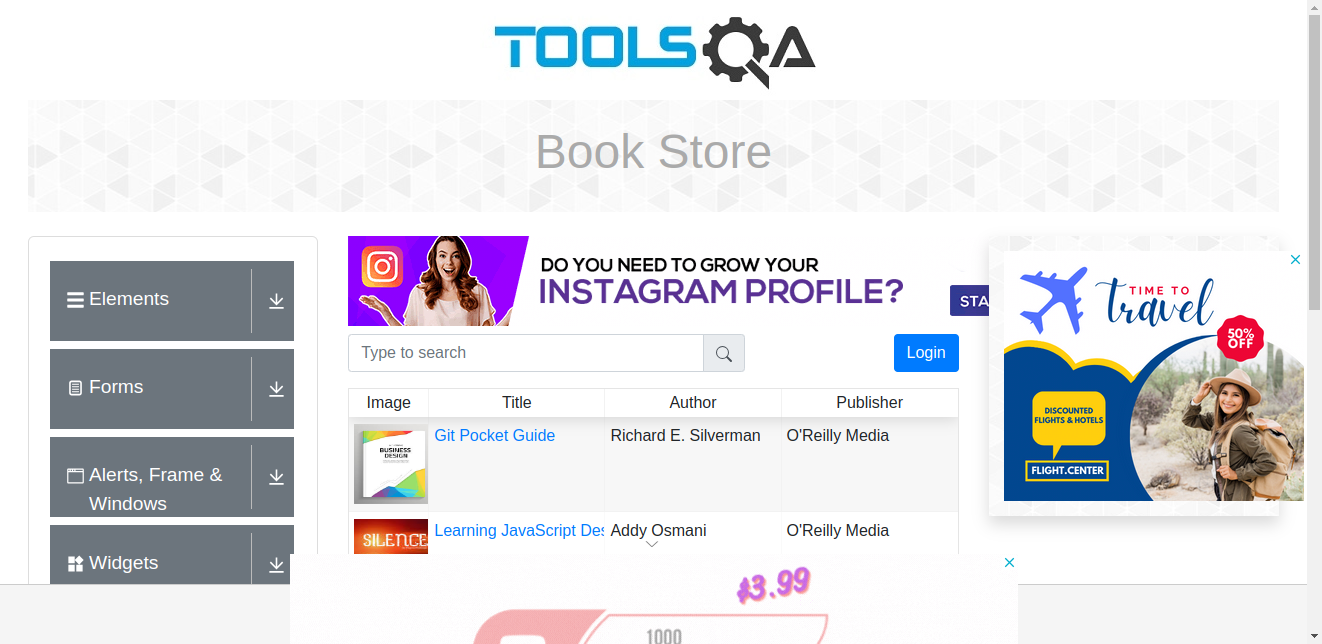 TOOLSQA
Book Store
Elements
Forms
Alerts, Frame &
Windows
Widgets
DO YOU NEED TO GROW YOUR
INSTAGRAM PROFILE?
STA
Type to search
Login
Image Title Author Publisher
BUSINESS
DESIGN
Git Pocket Guide Richard E. Silverman O'Reilly Media
SILENCE
Learning JavaScript Des Addy Osmani O'Reilly Media
TIME TO
travel
50%
OFF
DISCOUNTED
FLIGHTS & HOTELS
FLIGHT.CENTER
$3.99
1000